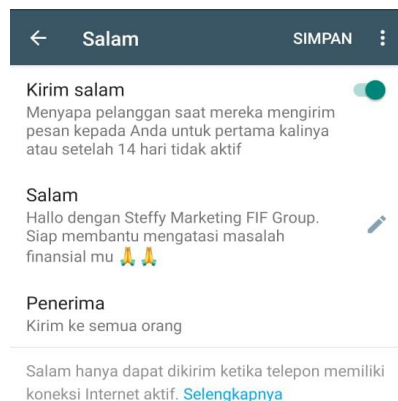 Salam
SIMPAN
Kirim salam
Menyapa pelanggan saat mereka mengirim
pesan kepada Anda untuk pertama kalinya
atau setelah 14 hari tidak aktif
Salam
Hallo dengan Steffy Marketing FIF Group.
Siap membantu mengatasi masalah
finansial mu 🙏 🙏
Penerima
Kirim ke semua orang
Salam hanya dapat dikirim ketika telepon memiliki
koneksi Internet aktif. Selengkapnya